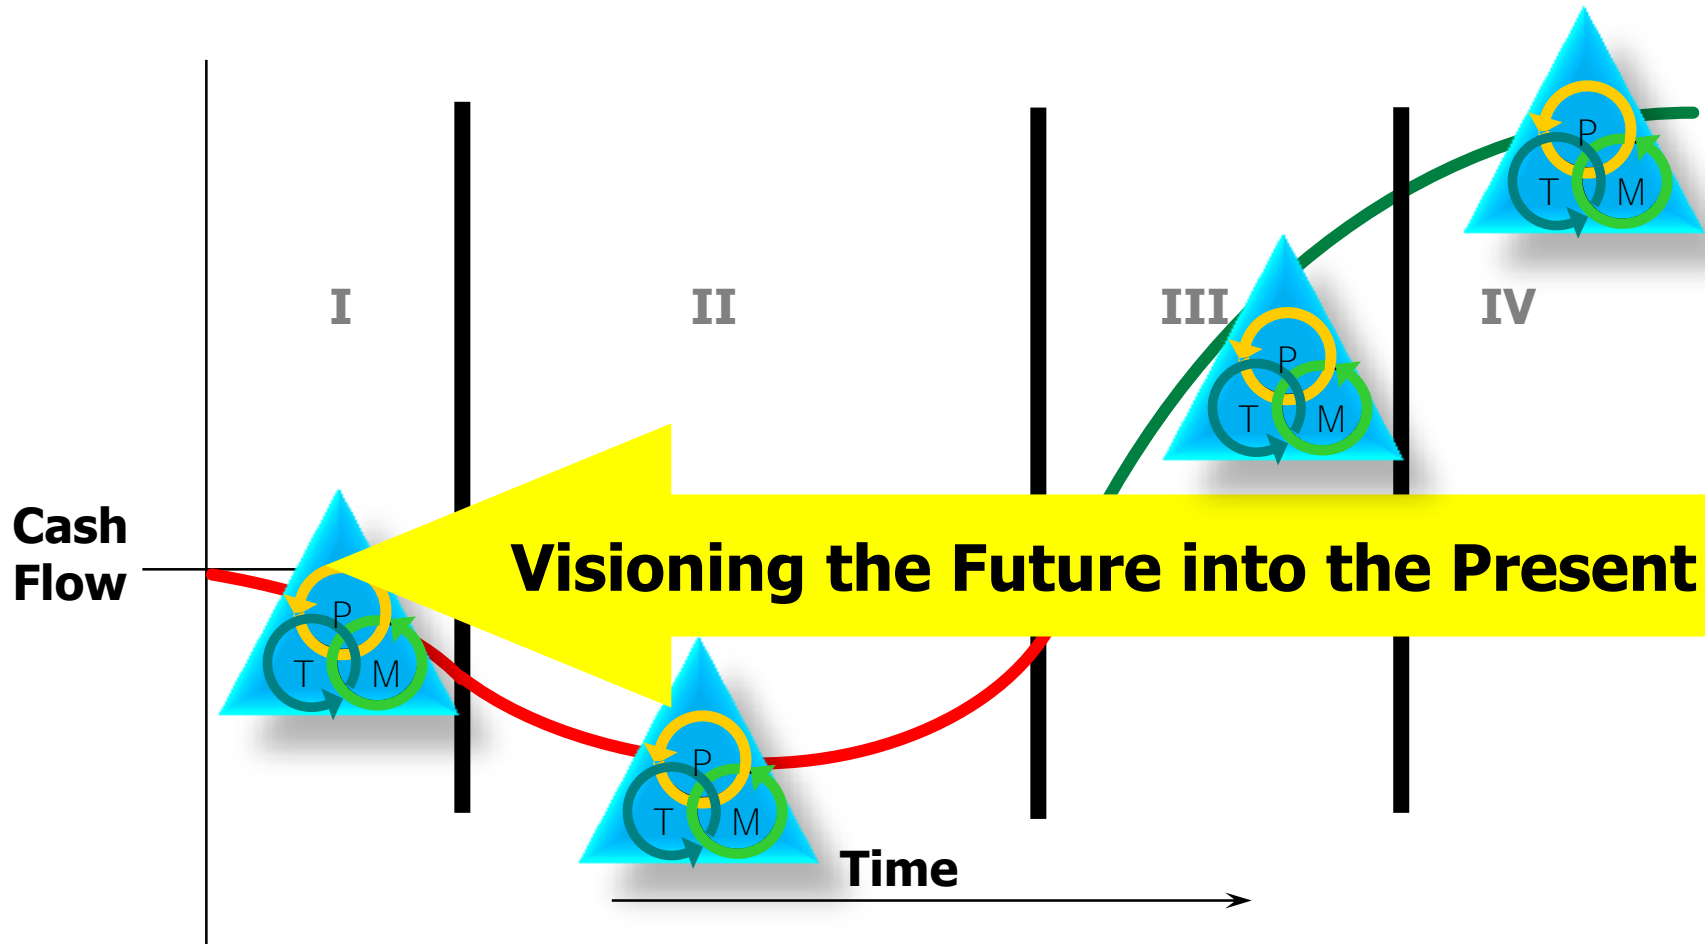 I
II
III
IV
Cash
Flow
Visioning the Future into the Present
P
T M
P
T M
P
T M
P
T M
Time